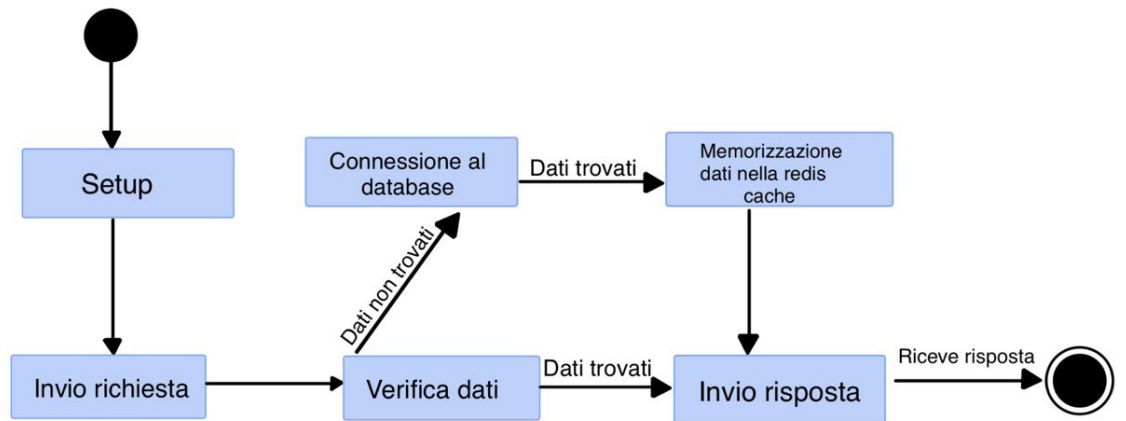 Setup
Connessione al
database
Dati trovati
Memorizzazione
dati nella redis
cache
Dati non trovati
Invio richiesta
Verifica dati
Dati trovati
Invio risposta
Riceve risposta